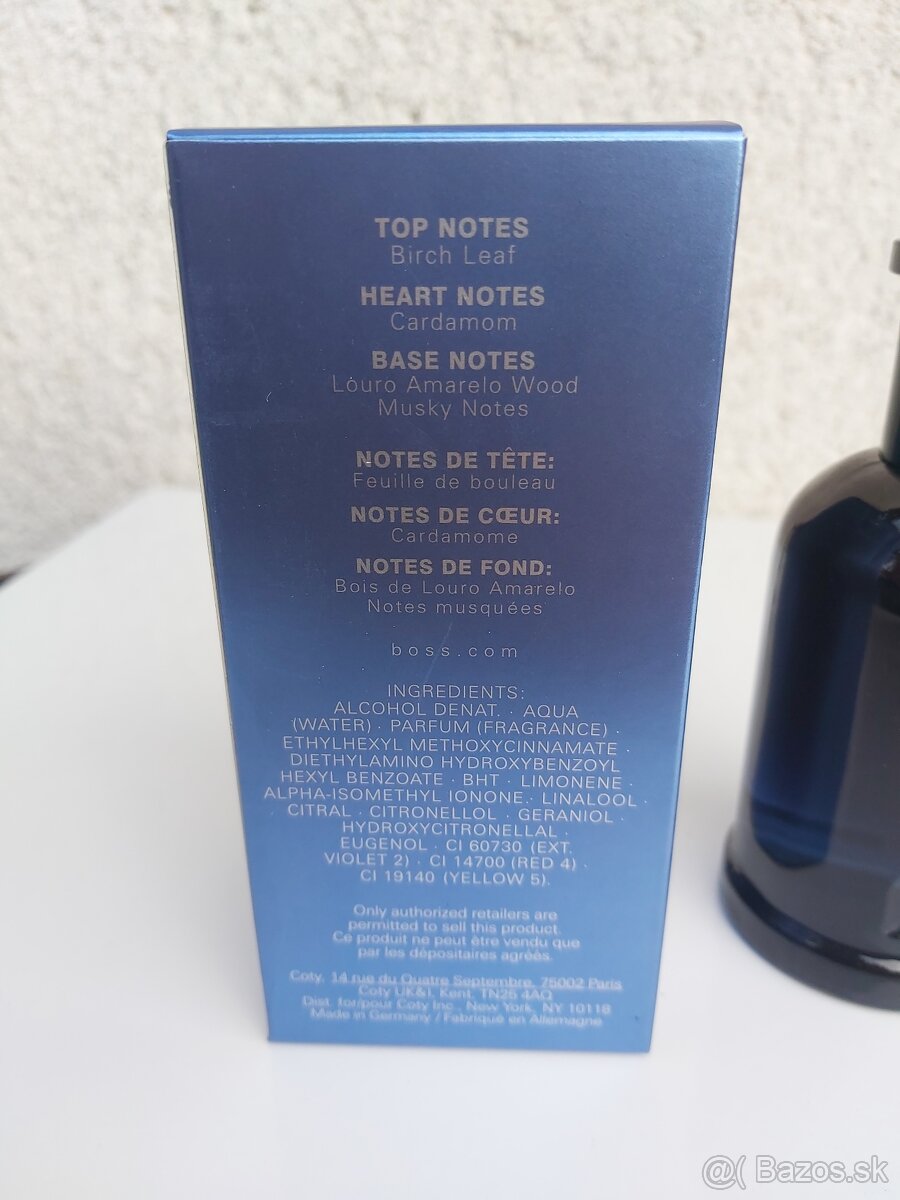 TOP NOTES
Birch Leaf
HEART NOTES
Cardamom
BASE NOTES
Louro Amarelo Wood
Musky Notes
NOTES DE TÊTE:
Feuille de bouleau
NOTES DE CŒUR:
Cardamome
NOTES DE FOND:
Bois de Louro Amarelo
Notes musquées
boss.com
INGREDIENTS:
ALCOHOL DENAT. · AQUA
(WATER) · PARFUM (FRAGRANCE) ·
ETHYLHEXYL METHOXYCINNAMATE ·
DIETHYLAMINO HYDROXYBENZOYL
HEXYL BENZOATE · BHT · LIMONENE ·
ALPHA-ISOMETHYL IONONE · LINALOOL ·
CITRAL · CITRONELLOL · GERANIOL ·
HYDROXYCITRONELLAL ·
EUGENOL · CI 60730 (EXT.
VIOLET 2) · CI 14700 (RED 4) ·
CI 19140 (YELLOW 5).
Only authorized retailers are
permitted to sell this product.
Ce produit ne peut être vendu que
par les dépositaires agréés.
Coty, 14 rue du Quatre Septembre, 75002 Paris
Coty UK&I, Kent, TN25 4AQ
Dist. for/pour Coty Inc., New York, NY 10118
Made in Germany / Fabriqué en Allemagne
@( Bazos.sk